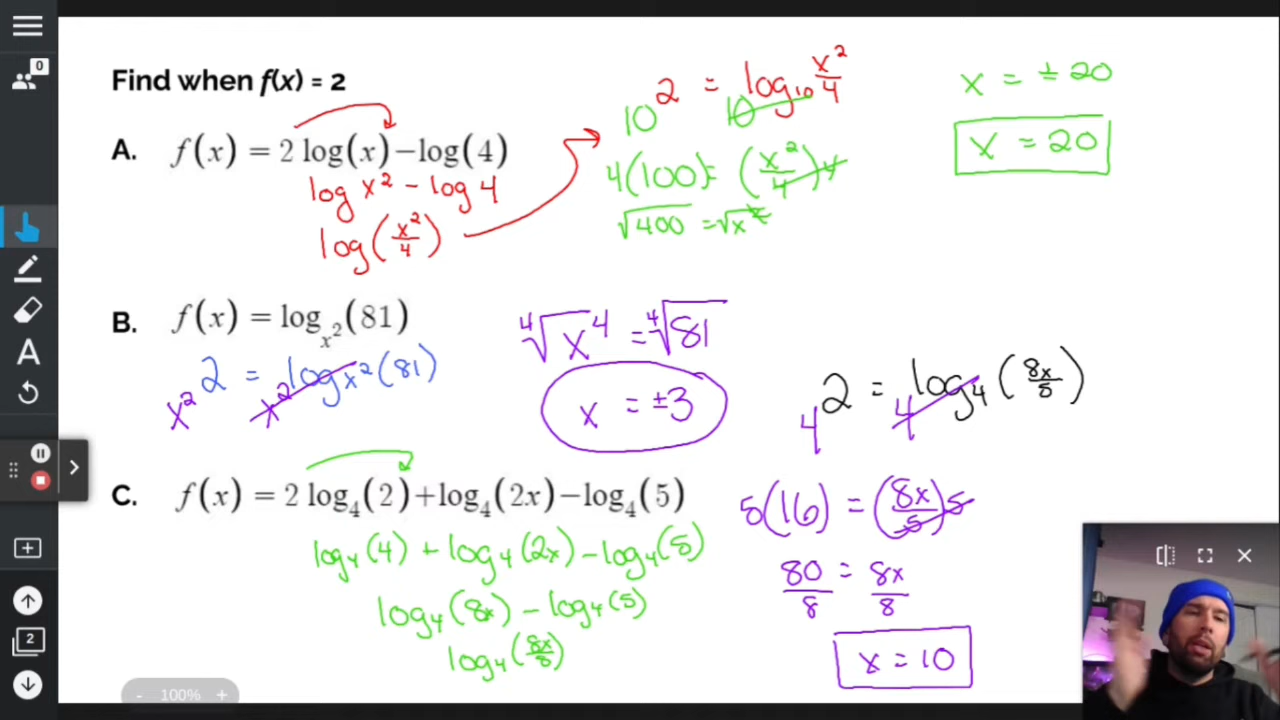 0
Find when f(x) = 2
A. f(x) = 2 log(x) − log(4)
log x² − log 4
log(x²/4)
10² = 10^(log₁₀ x²/4)
4(100) = (x²/4)4
√400 = √x²
x = ±20
x = 20
B. f(x) = log_x²(81)
x²^2 = x²^(log_x²(81))
⁴√x⁴ = ⁴√81
x = ±3
C. f(x) = 2 log₄(2) + log₄(2x) − log₄(5)
log₄(4) + log₄(2x) − log₄(5)
log₄(8x) − log₄(5)
log₄(8x/5)
4² = 4^(log₄(8x/5))
5(16) = (8x/5)5
80/8 = 8x/8
x = 10
A
2
- 100% +